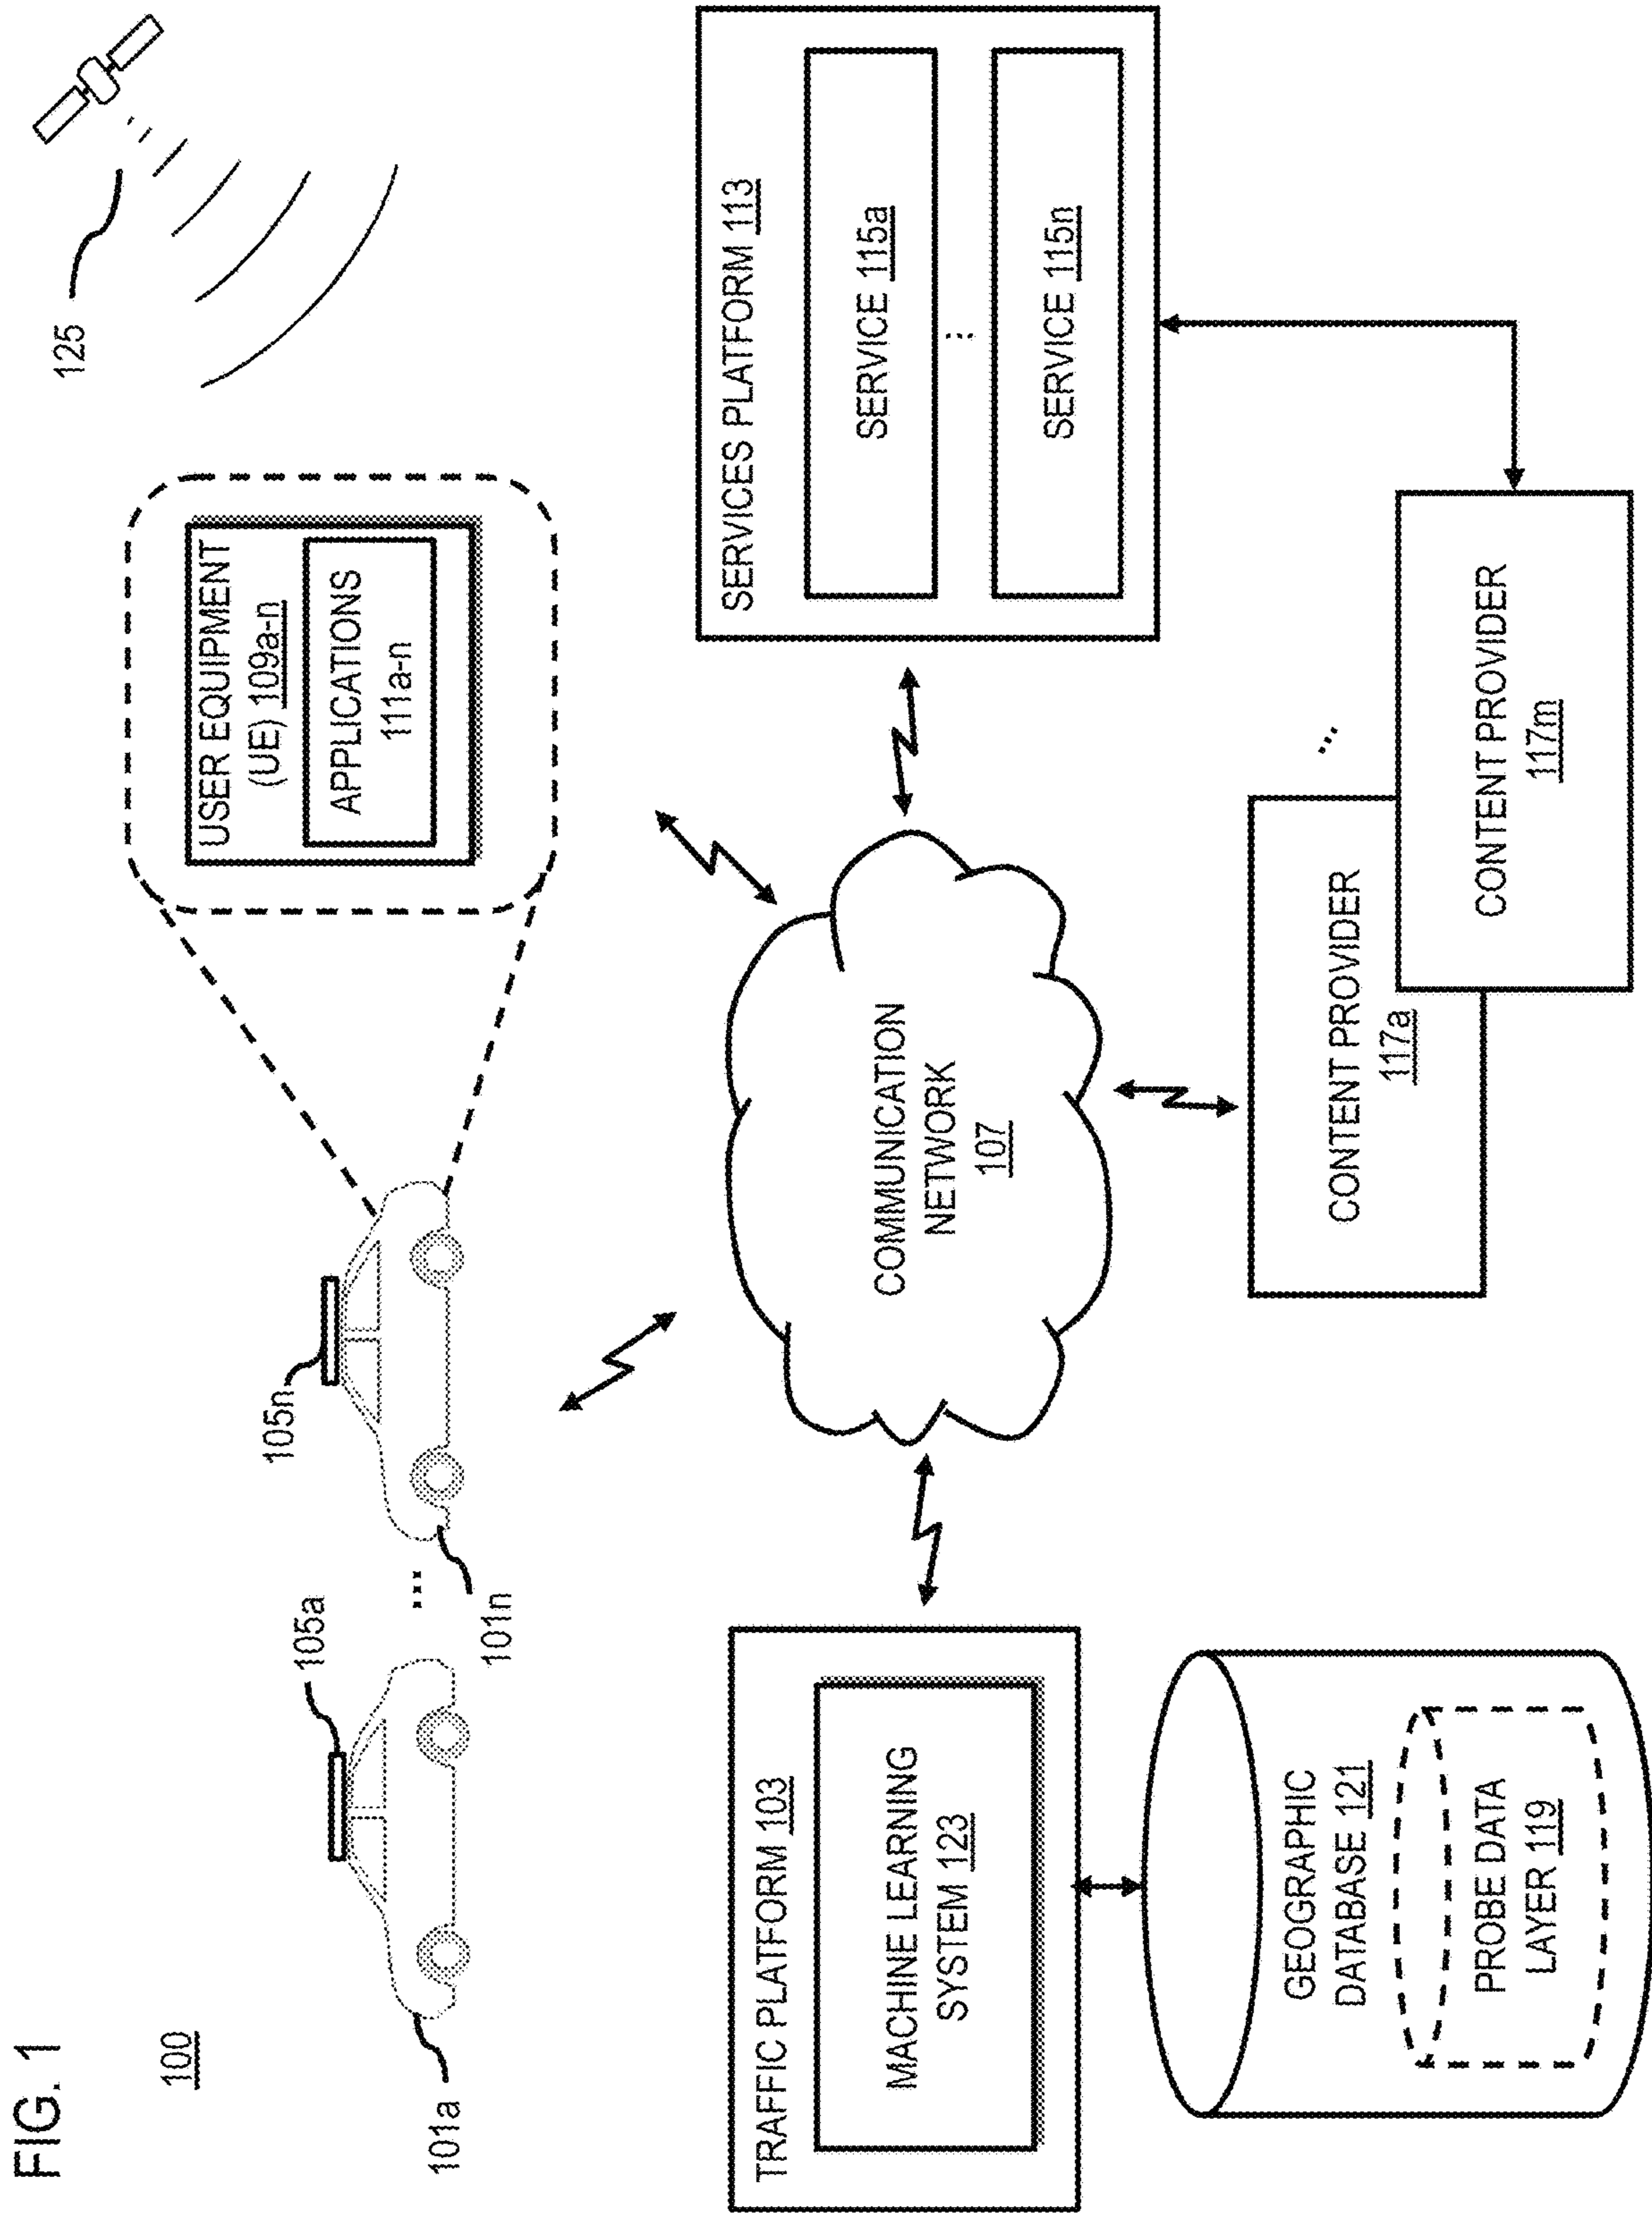 FIG. 1
100
125
105n
105a
101n
101a
USER EQUIPMENT
(UE) 109a-n
APPLICATIONS
111a-n
...
TRAFFIC PLATFORM 103
MACHINE LEARNING
SYSTEM 123
COMMUNICATION
NETWORK
107
SERVICES PLATFORM 113
SERVICE 115a
...
SERVICE 115n
GEOGRAPHIC
DATABASE 121
PROBE DATA
LAYER 119
CONTENT PROVIDER
117a
...
CONTENT PROVIDER
117m